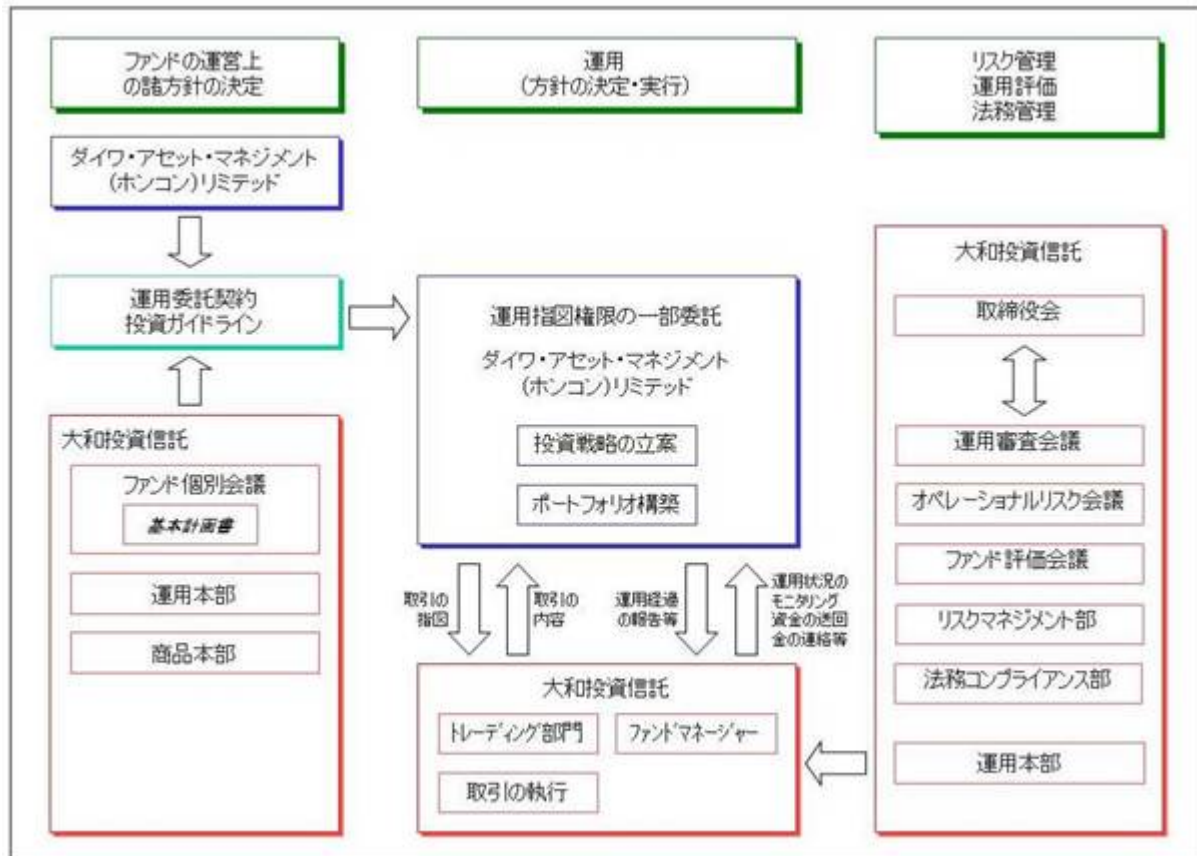 ファンドの運営上
の諸方針の決定
運用
(方針の決定・実行)
リスク管理
運用評価
法務管理
ダイワ・アセット・マネジメント
(ホンコン)リミテッド
運用委託契約
投資ガイドライン
大和投資信託
ファンド個別会議
基本計画書
運用本部
商品本部
運用指図権限の一部委託
ダイワ・アセット・マネジメント
(ホンコン)リミテッド
投資戦略の立案
ポートフォリオ構築
取引の
指図
取引の
内容
運用経過
の報告等
運用状況の
モニタリング
資金の送回
金の連絡等
大和投資信託
トレーディング部門
ファンドマネージャー
取引の執行
大和投資信託
取締役会
運用審査会議
オペレーショナルリスク会議
ファンド評価会議
リスクマネジメント部
法務コンプライアンス部
運用本部